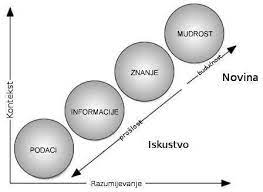 MUDROST
ZNANJE
budućnost
Novina
INFORMACIJE
prošlost
Iskustvo
PODACI
Kontekst
Razumijevanje